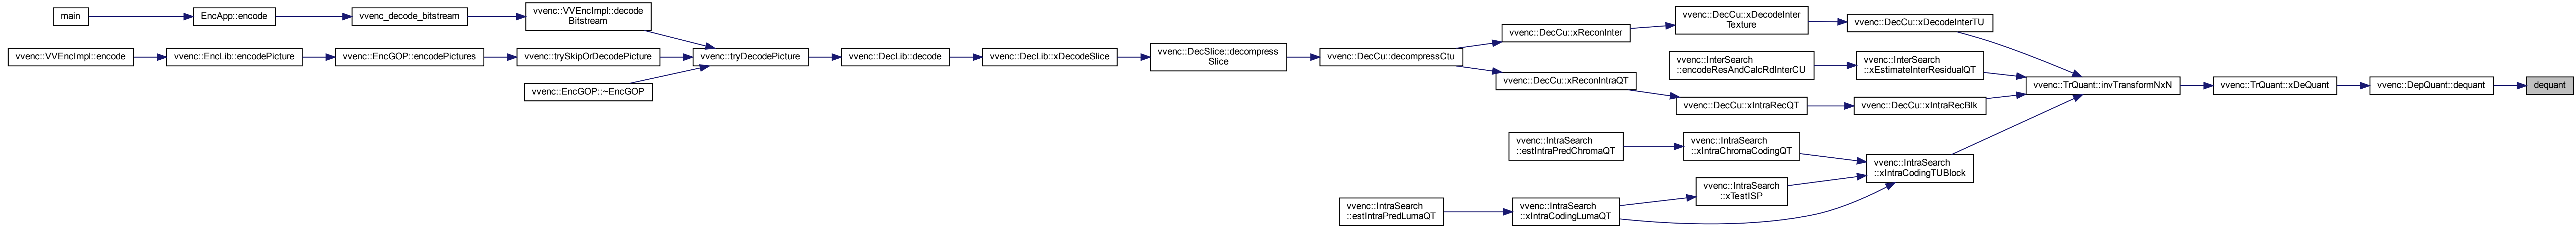 main
EncApp::encode
vvenc_decode_bitstream
vvenc::VVEncImpl::decode
Bitstream
vvenc::VVEncImpl::encode
vvenc::EncLib::encodePicture
vvenc::EncGOP::encodePictures
vvenc::trySkipOrDecodePicture
vvenc::EncGOP::~EncGOP
vvenc::tryDecodePicture
vvenc::DecLib::decode
vvenc::DecLib::xDecodeSlice
vvenc::DecSlice::decompress
Slice
vvenc::DecCu::decompressCtu
vvenc::DecCu::xReconInter
vvenc::DecCu::xDecodeInter
Texture
vvenc::DecCu::xDecodeInterTU
vvenc::InterSearch
::encodeResAndCalcRdInterCU
vvenc::InterSearch
::xEstimateInterResidualQT
vvenc::DecCu::xReconIntraQT
vvenc::DecCu::xIntraRecQT
vvenc::DecCu::xIntraRecBlk
vvenc::TrQuant::invTransformNxN
vvenc::TrQuant::xDeQuant
vvenc::DepQuant::dequant
dequant
vvenc::IntraSearch
::estIntraPredChromaQT
vvenc::IntraSearch
::xIntraChromaCodingQT
vvenc::IntraSearch
::xIntraCodingTUBlock
vvenc::IntraSearch
::xTestISP
vvenc::IntraSearch
::estIntraPredLumaQT
vvenc::IntraSearch
::xIntraCodingLumaQT